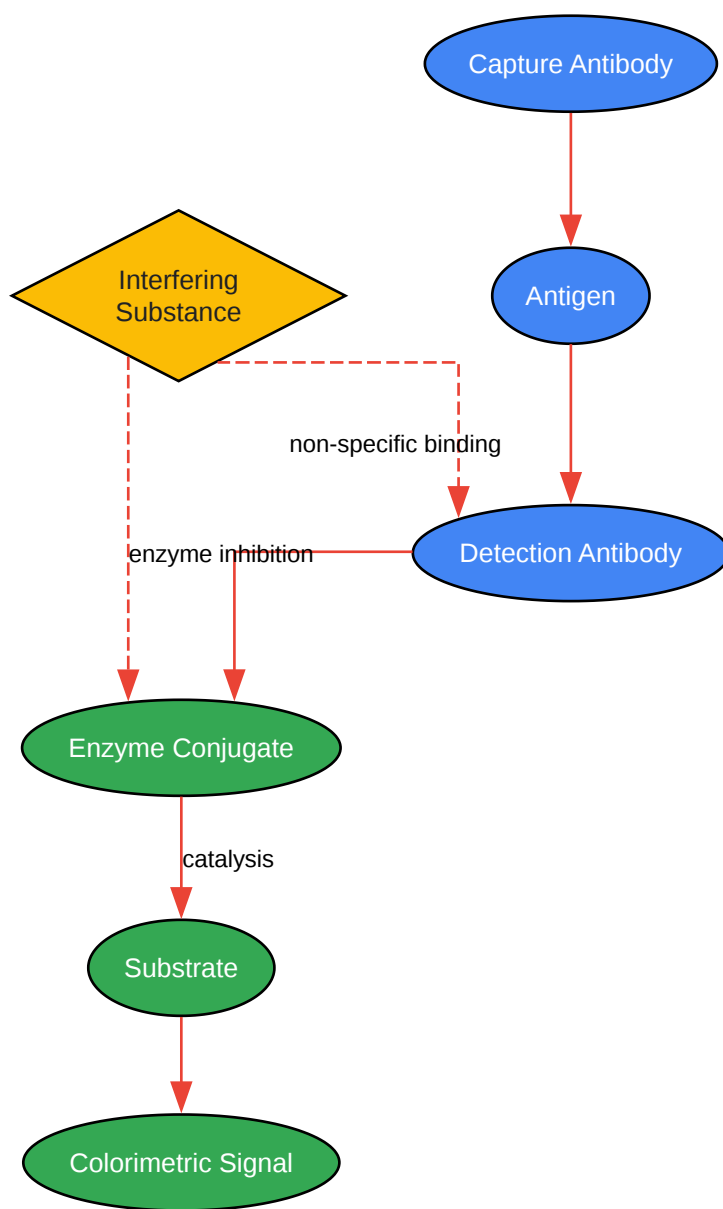 Capture Antibody
Interfering
Substance
Antigen
non-specific binding
Detection Antibody
enzyme inhibition
Enzyme Conjugate
catalysis
Substrate
Colorimetric Signal